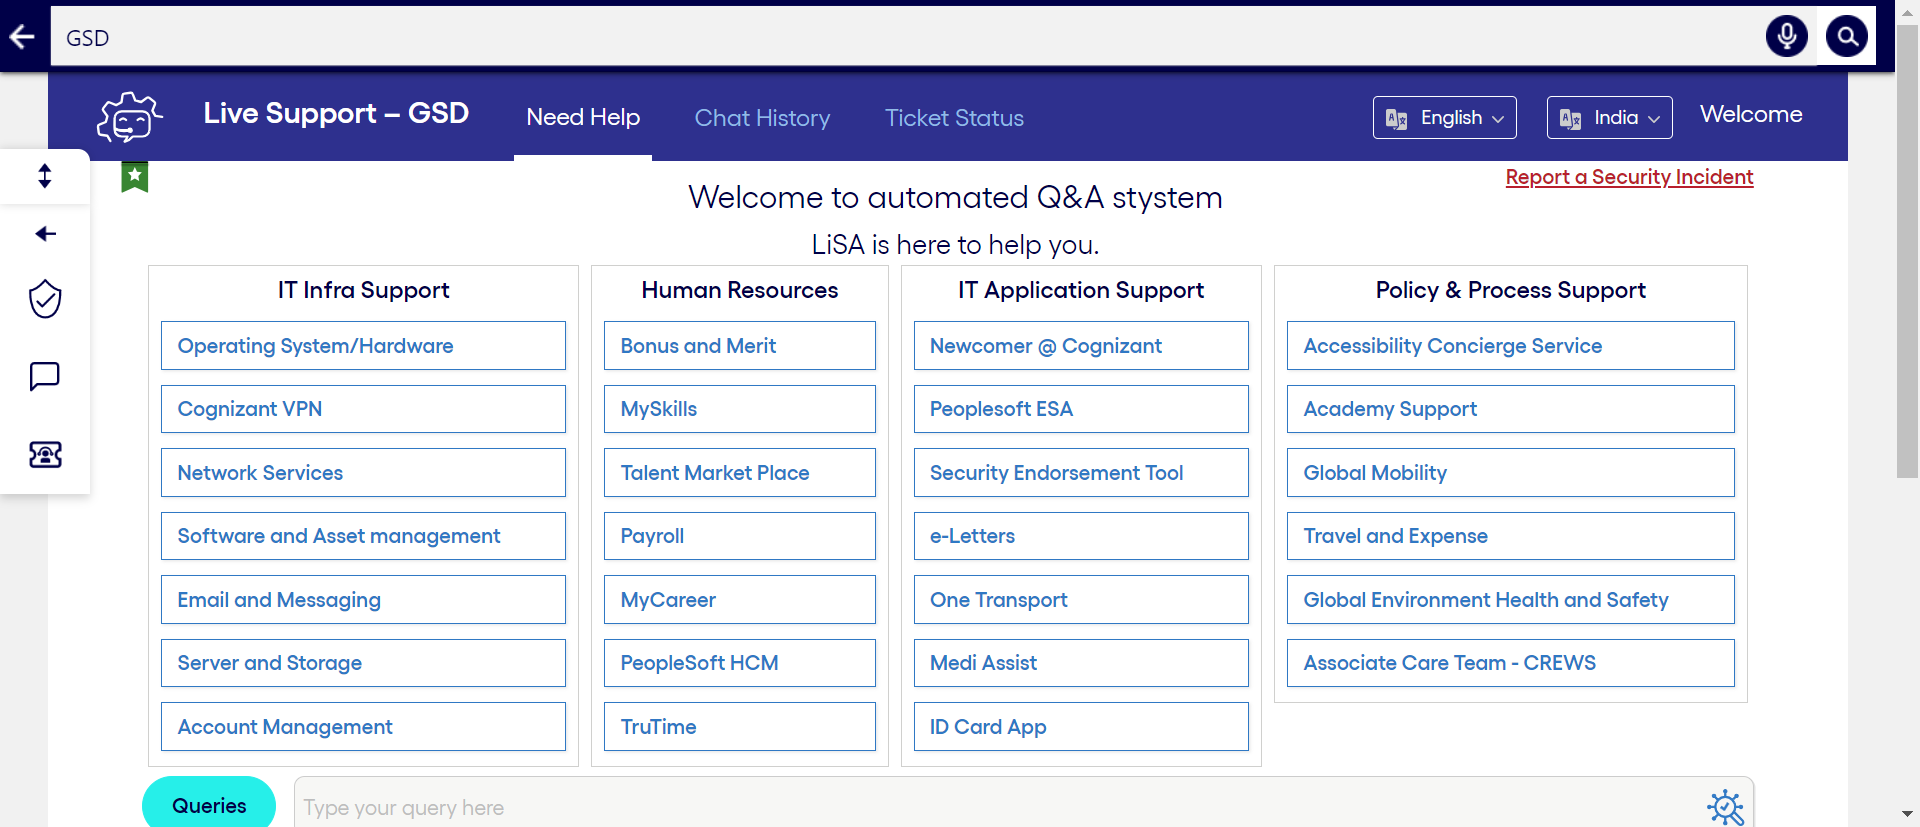 GSD
Live Support – GSD
Need Help
Chat History
Ticket Status
English
India
Welcome
Report a Security Incident
Welcome to automated Q&A stystem
LiSA is here to help you.
IT Infra Support
Operating System/Hardware
Cognizant VPN
Network Services
Software and Asset management
Email and Messaging
Server and Storage
Account Management
Human Resources
Bonus and Merit
MySkills
Talent Market Place
Payroll
MyCareer
PeopleSoft HCM
TruTime
IT Application Support
Newcomer @ Cognizant
Peoplesoft ESA
Security Endorsement Tool
e-Letters
One Transport
Medi Assist
ID Card App
Policy & Process Support
Accessibility Concierge Service
Academy Support
Global Mobility
Travel and Expense
Global Environment Health and Safety
Associate Care Team - CREWS
Queries
Type your query here